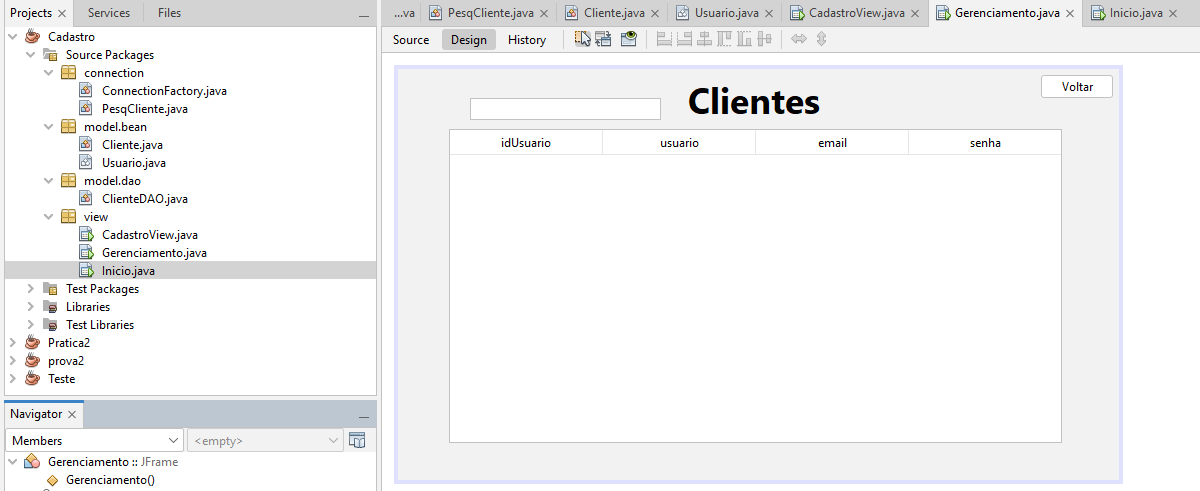 Projects Services Files
Cadastro
Source Packages
connection
ConnectionFactory.java
PesqCliente.java
model.bean
Cliente.java
Usuario.java
model.dao
ClienteDAO.java
view
CadastroView.java
Gerenciamento.java
Inicio.java
Test Packages
Libraries
Test Libraries
Pratica2
prova2
Teste
Navigator
Members <empty>
Gerenciamento :: JFrame
Gerenciamento()
...va PesqCliente.java Cliente.java Usuario.java CadastroView.java Gerenciamento.java Inicio.java
Source Design History
Voltar
Clientes
idUsuario usuario email senha